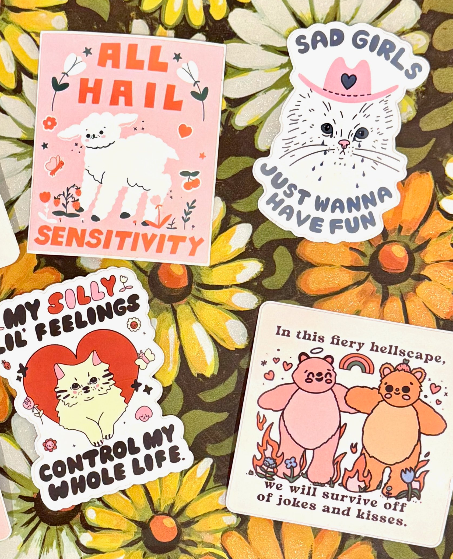 ALL
HAIL
SENSITIVITY
SAD GIRLS
JUST WANNA
HAVE FUN
MY SILLY
LIL' FEELINGS
CONTROL MY
WHOLE LIFE.
In this fiery hellscape,
we will survive off
of jokes and kisses.